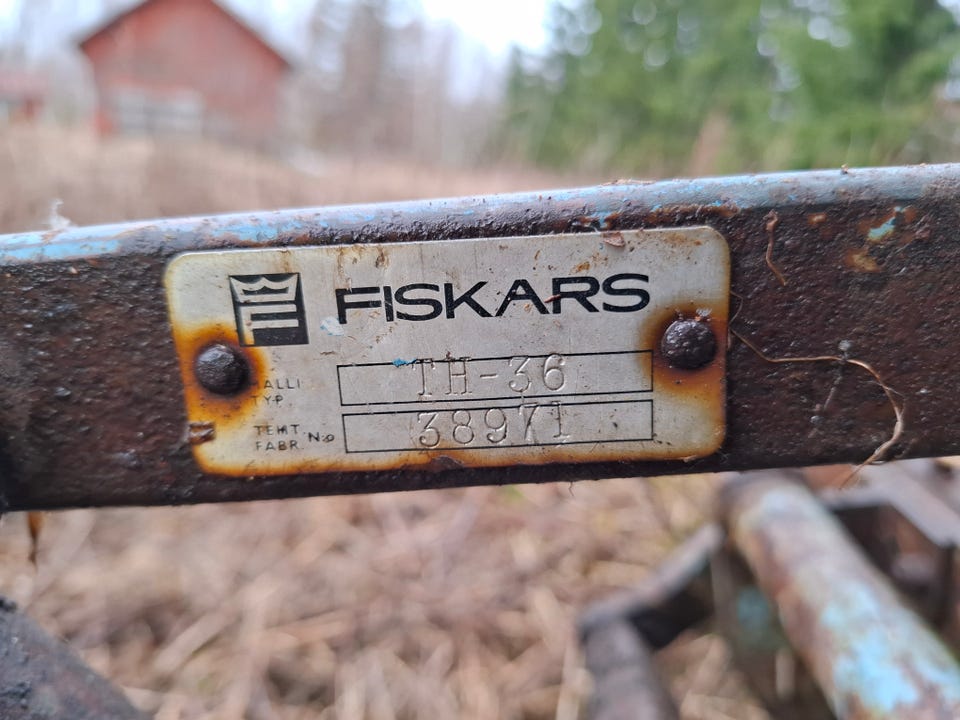 F FISKARS
MALLI TYP. TH-36
TEHT. FABR. No 38971